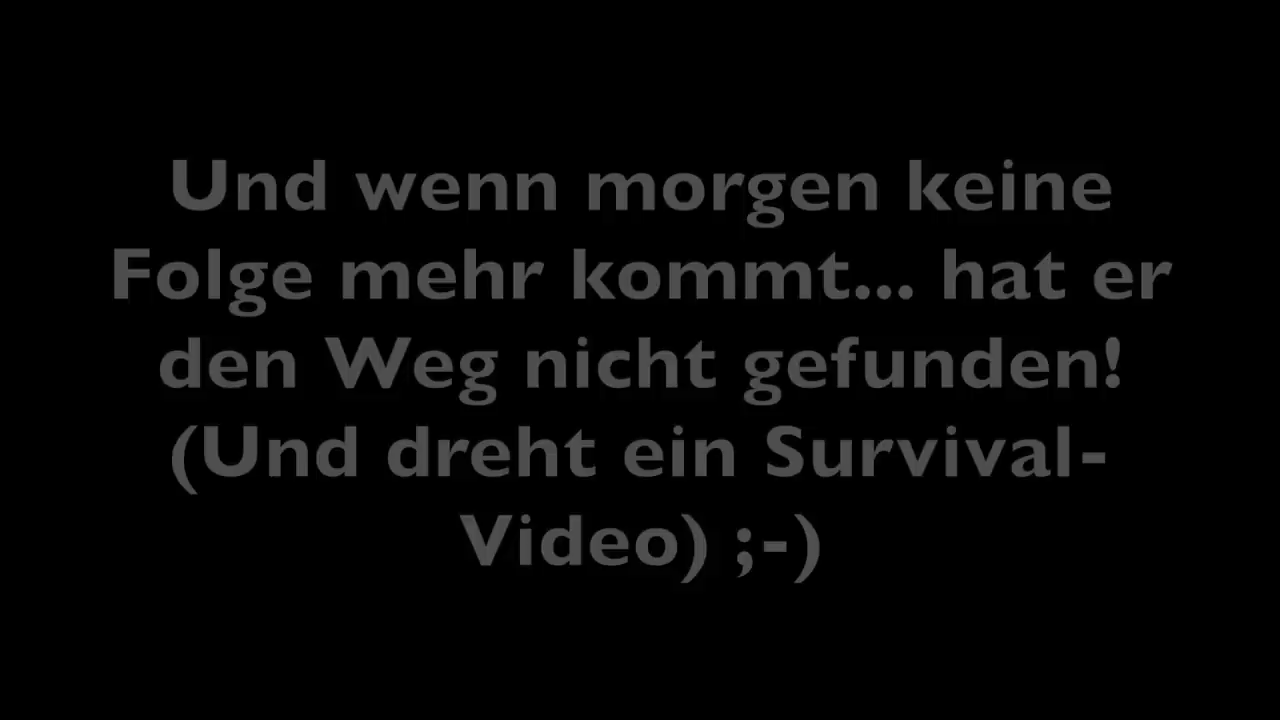 Und wenn morgen keine
Folge mehr kommt... hat er
den Weg nicht gefunden!
(Und dreht ein Survival-
Video) ;-)